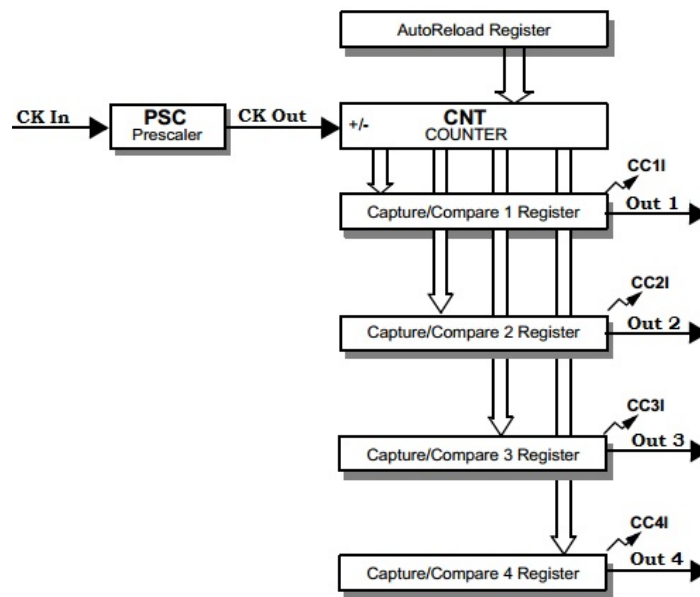 AutoReload Register
CK In
PSC
Prescaler
CK Out
+/-
CNT
COUNTER
CC1I
Capture/Compare 1 Register
Out 1
CC2I
Capture/Compare 2 Register
Out 2
CC3I
Capture/Compare 3 Register
Out 3
CC4I
Capture/Compare 4 Register
Out 4